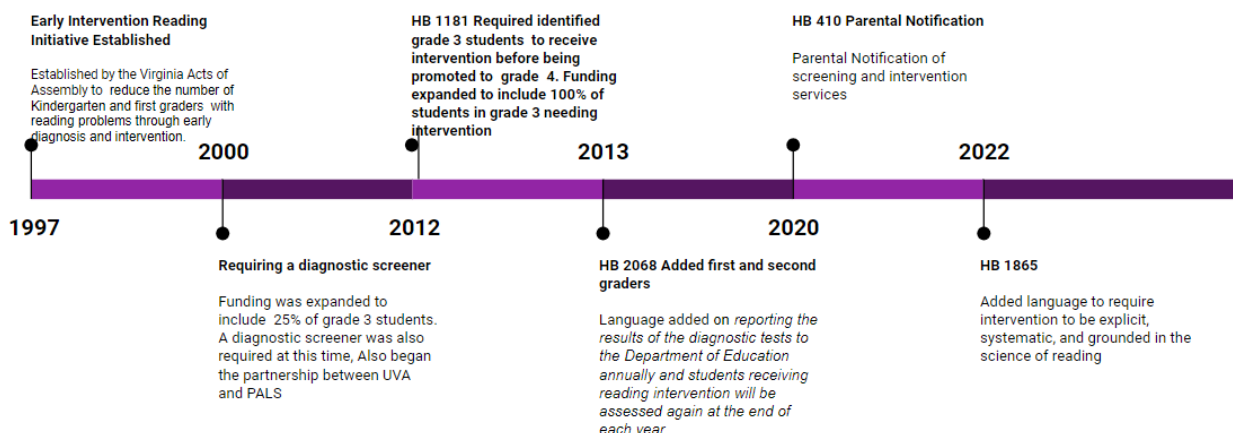 Early Intervention Reading
Initiative Established
Established by the Virginia Acts of
Assembly to reduce the number of
Kindergarten and first graders with
reading problems through early
diagnosis and intervention.
1997
2000
Requiring a diagnostic screener
Funding was expanded to
include 25% of grade 3 students.
A diagnostic screener was also
required at this time, Also began
the partnership between UVA
and PALS
HB 1181 Required identified
grade 3 students to receive
intervention before being
promoted to grade 4. Funding
expanded to include 100% of
students in grade 3 needing
intervention
2012
2013
HB 2068 Added first and second
graders
Language added on reporting the
results of the diagnostic tests to
the Department of Education
annually and students receiving
reading intervention will be
assessed again at the end of
each year
HB 410 Parental Notification
Parental Notification of
screening and intervention
services
2020
2022
HB 1865
Added language to require
intervention to be explicit,
systematic, and grounded in the
science of reading